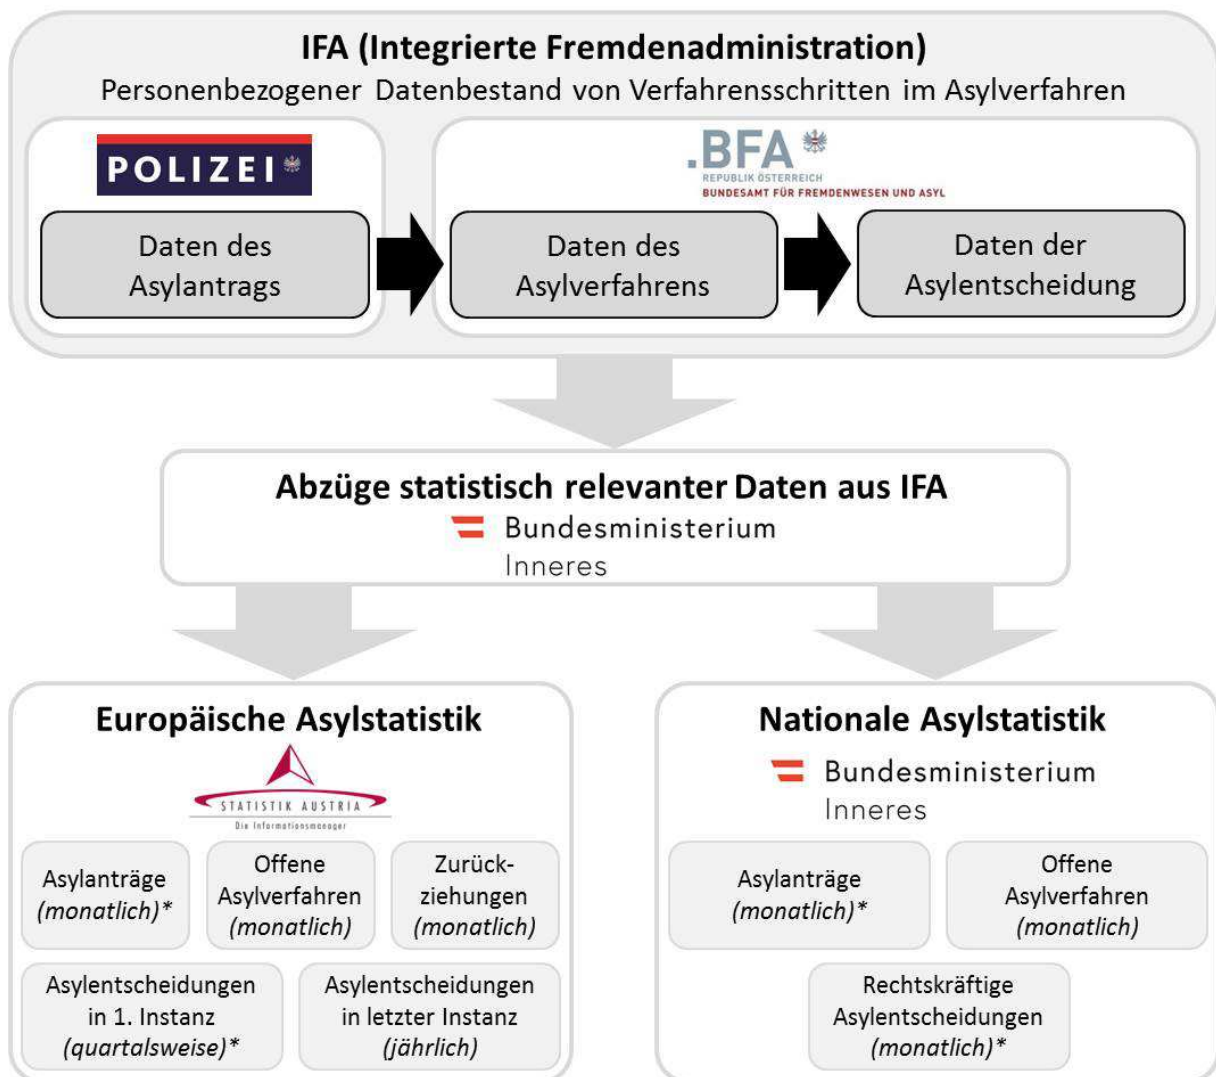 IFA (Integrierte Fremdenadministration)
Personenbezogener Datenbestand von Verfahrensschritten im Asylverfahren
POLIZEI
.BFA
REPUBLIK ÖSTERREICH
BUNDESAMT FÜR FREMDENWESEN UND ASYL
Daten des
Asylantrags
Daten des
Asylverfahrens
Daten der
Asylentscheidung
Abzüge statistisch relevanter Daten aus IFA
Bundesministerium
Inneres
Europäische Asylstatistik
STATISTIK AUSTRIA
Die Informationsmanager
Asylanträge
(monatlich)*
Offene
Asylverfahren
(monatlich)
Zurück-
ziehungen
(monatlich)
Asylentscheidungen
in 1. Instanz
(quartalsweise)*
Asylentscheidungen
in letzter Instanz
(jährlich)
Nationale Asylstatistik
Bundesministerium
Inneres
Asylanträge
(monatlich)*
Offene
Asylverfahren
(monatlich)
Rechtskräftige
Asylentscheidungen
(monatlich)*